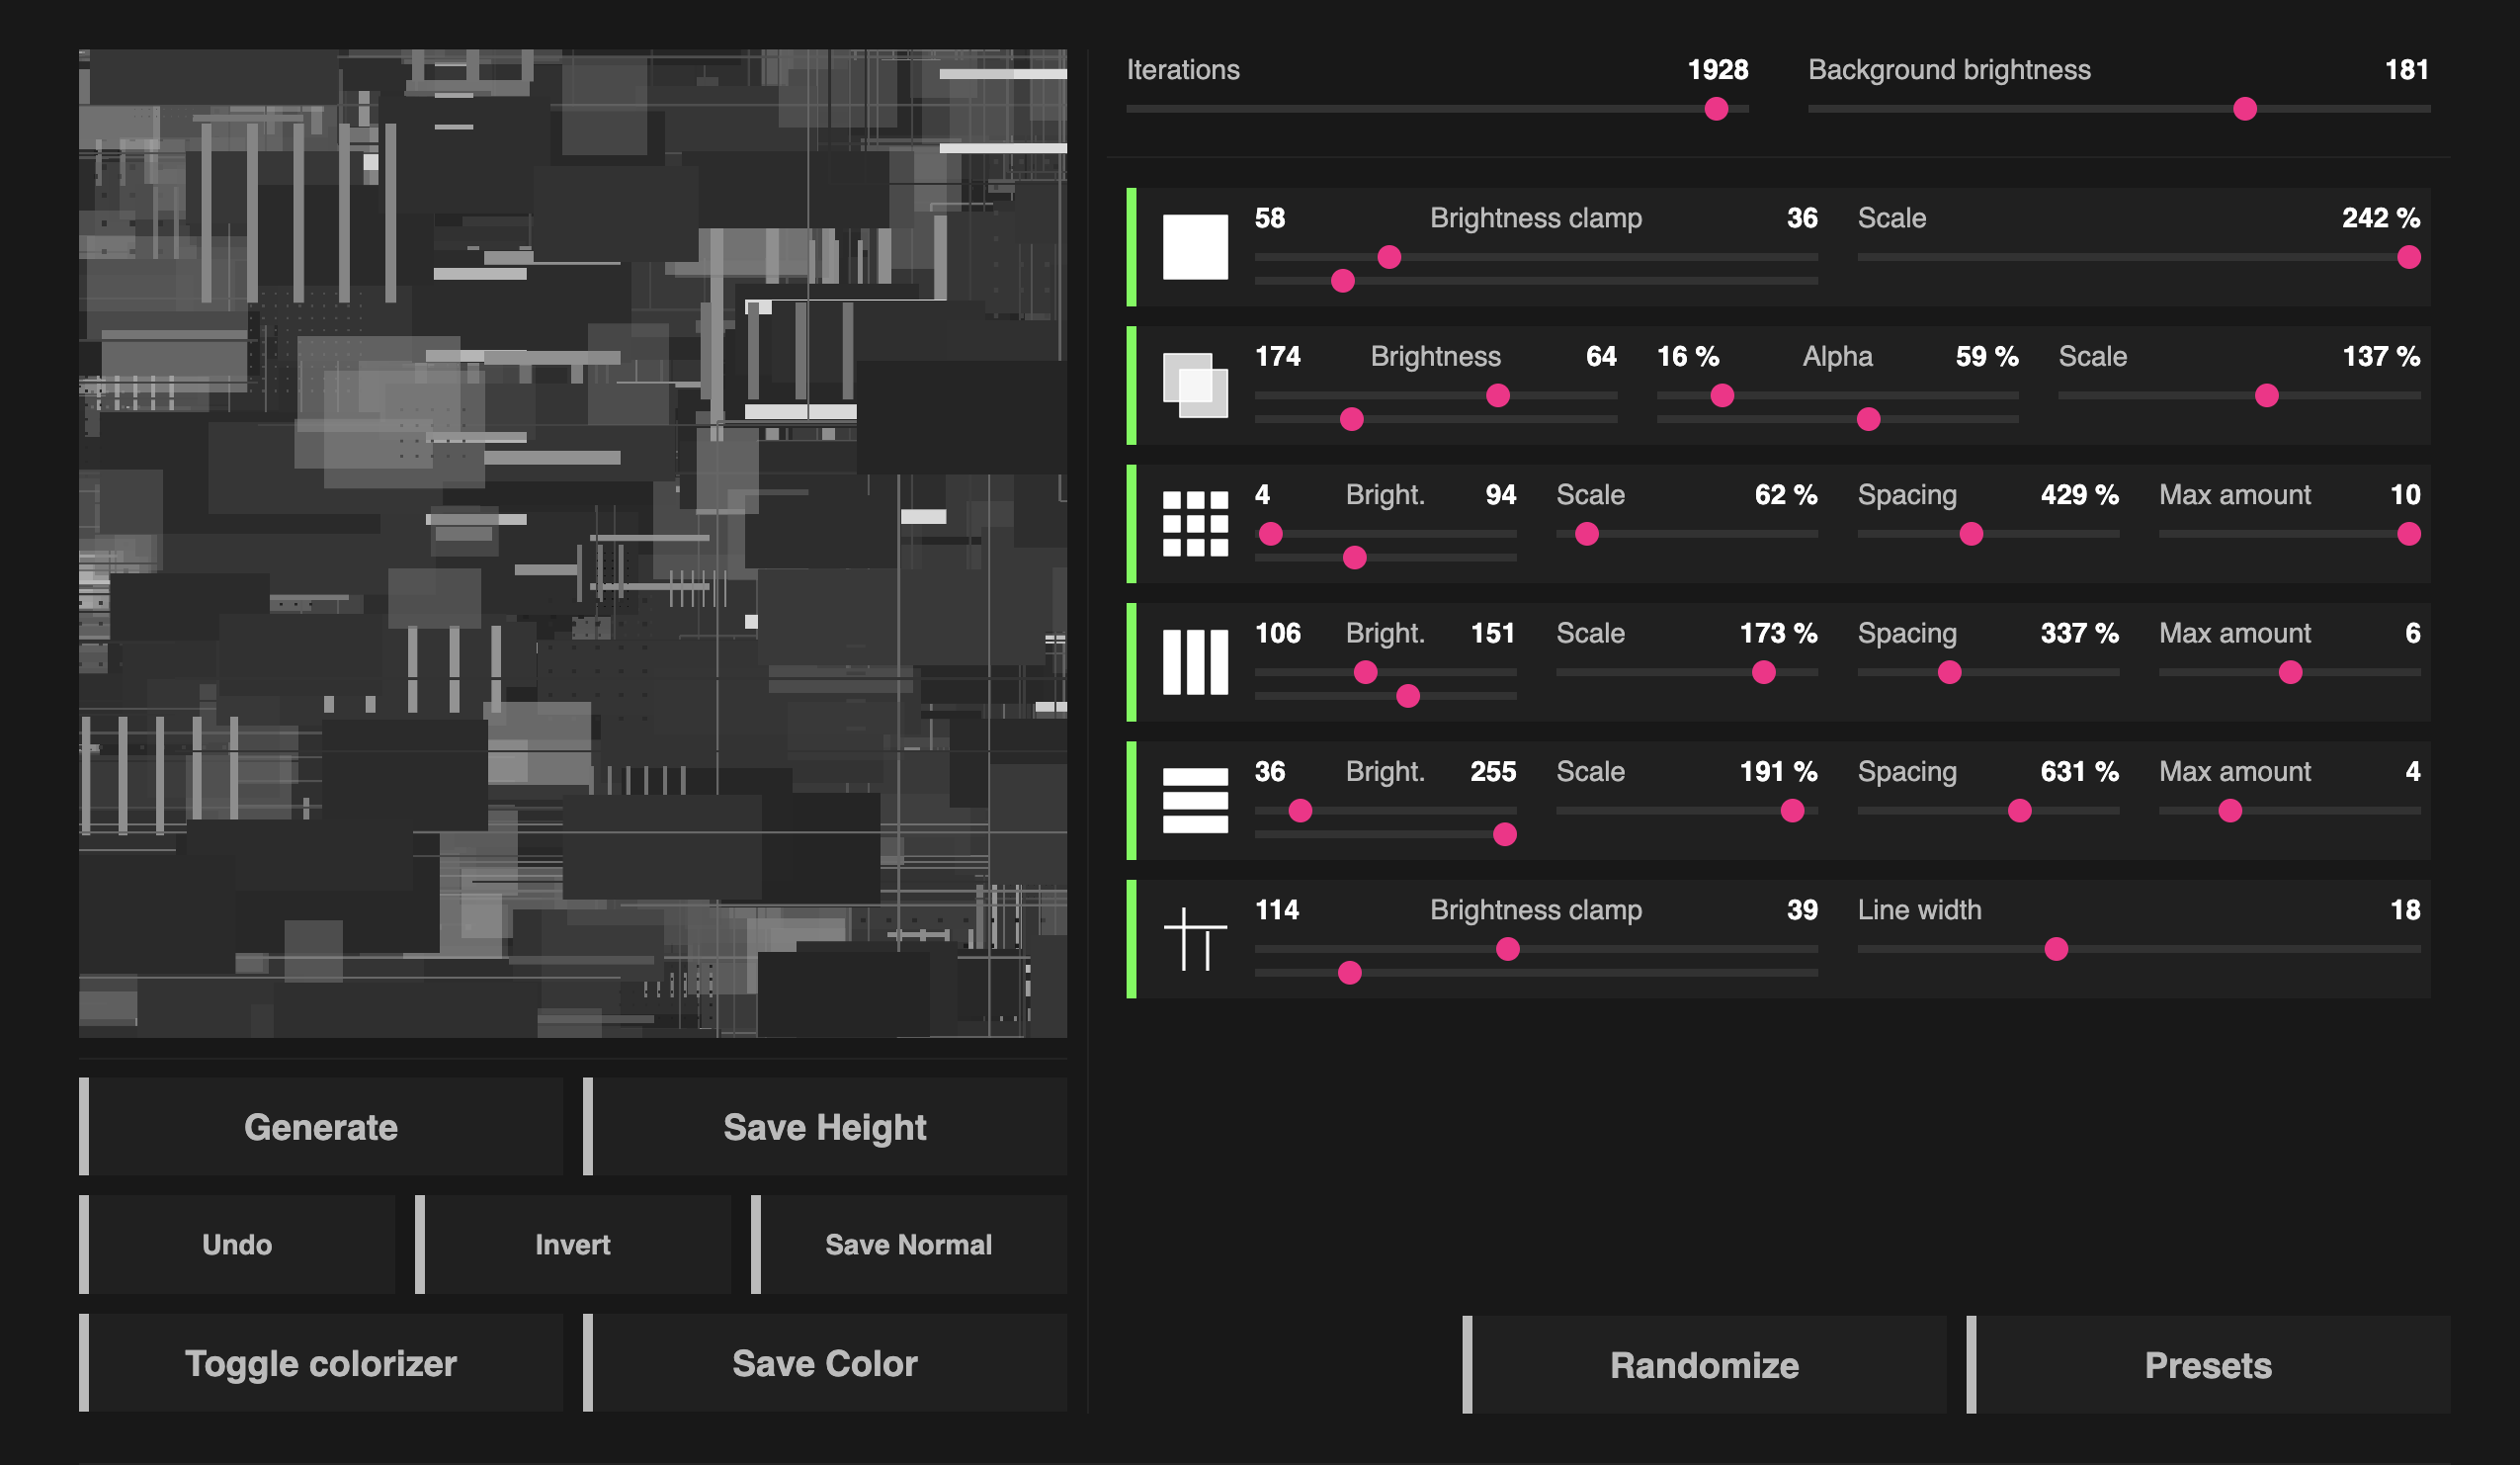 Iterations 1928 Background brightness 181
58 Brightness clamp 36 Scale 242 %
174 Brightness 64 16 % Alpha 59 % Scale 137 %
4 Bright. 94 Scale 62 % Spacing 429 % Max amount 10
106 Bright. 151 Scale 173 % Spacing 337 % Max amount 6
36 Bright. 255 Scale 191 % Spacing 631 % Max amount 4
114 Brightness clamp 39 Line width 18
Generate Save Height
Undo Invert Save Normal
Toggle colorizer Save Color
Randomize Presets